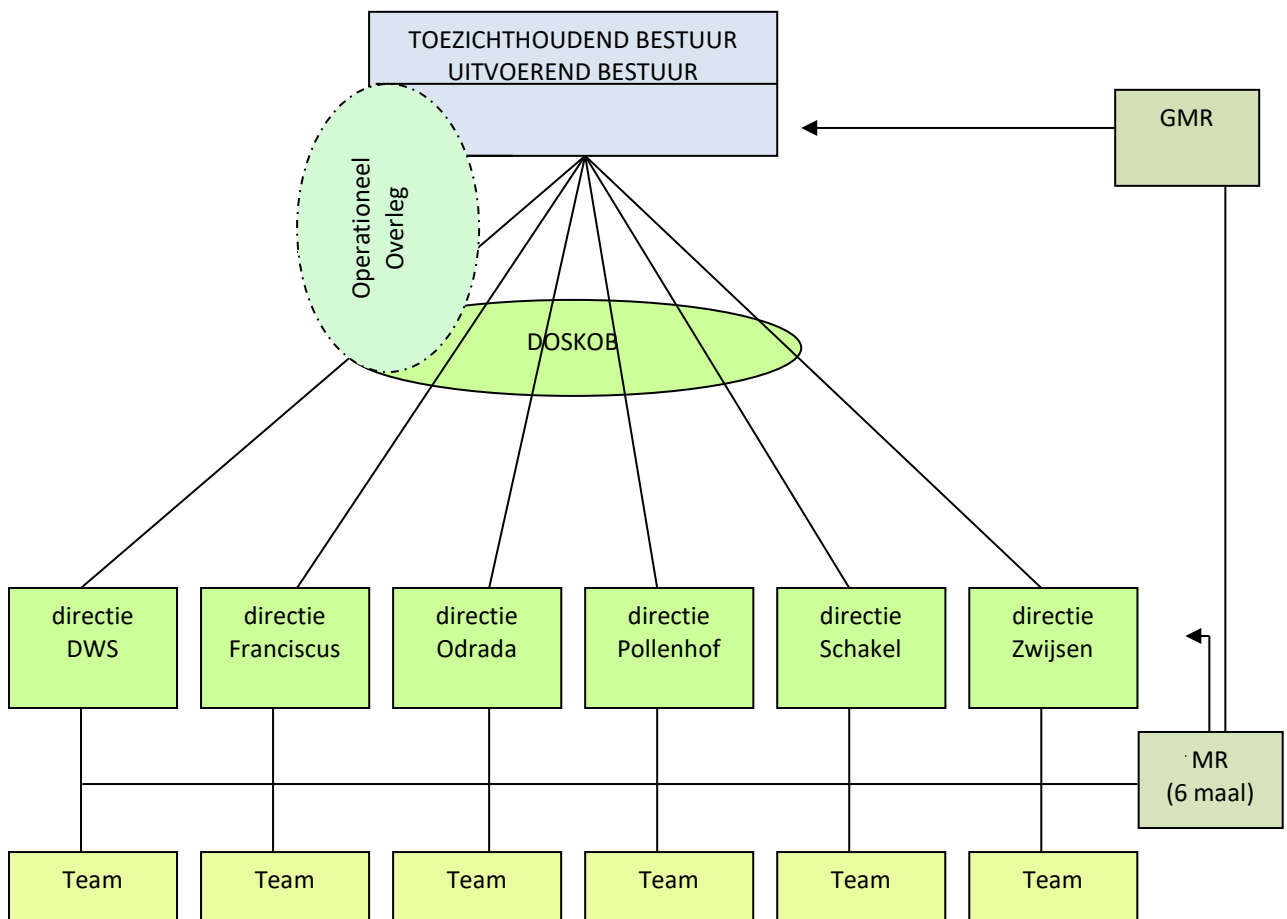 TOEZICHTHOUDEND BESTUUR
UITVOEREND BESTUUR
GMR
Operationeel
Overleg
DOSKOB
directie
DWS
directie
Franciscus
directie
Odrada
directie
Pollenhof
directie
Schakel
directie
Zwijsen
MR
(6 maal)
Team
Team
Team
Team
Team
Team